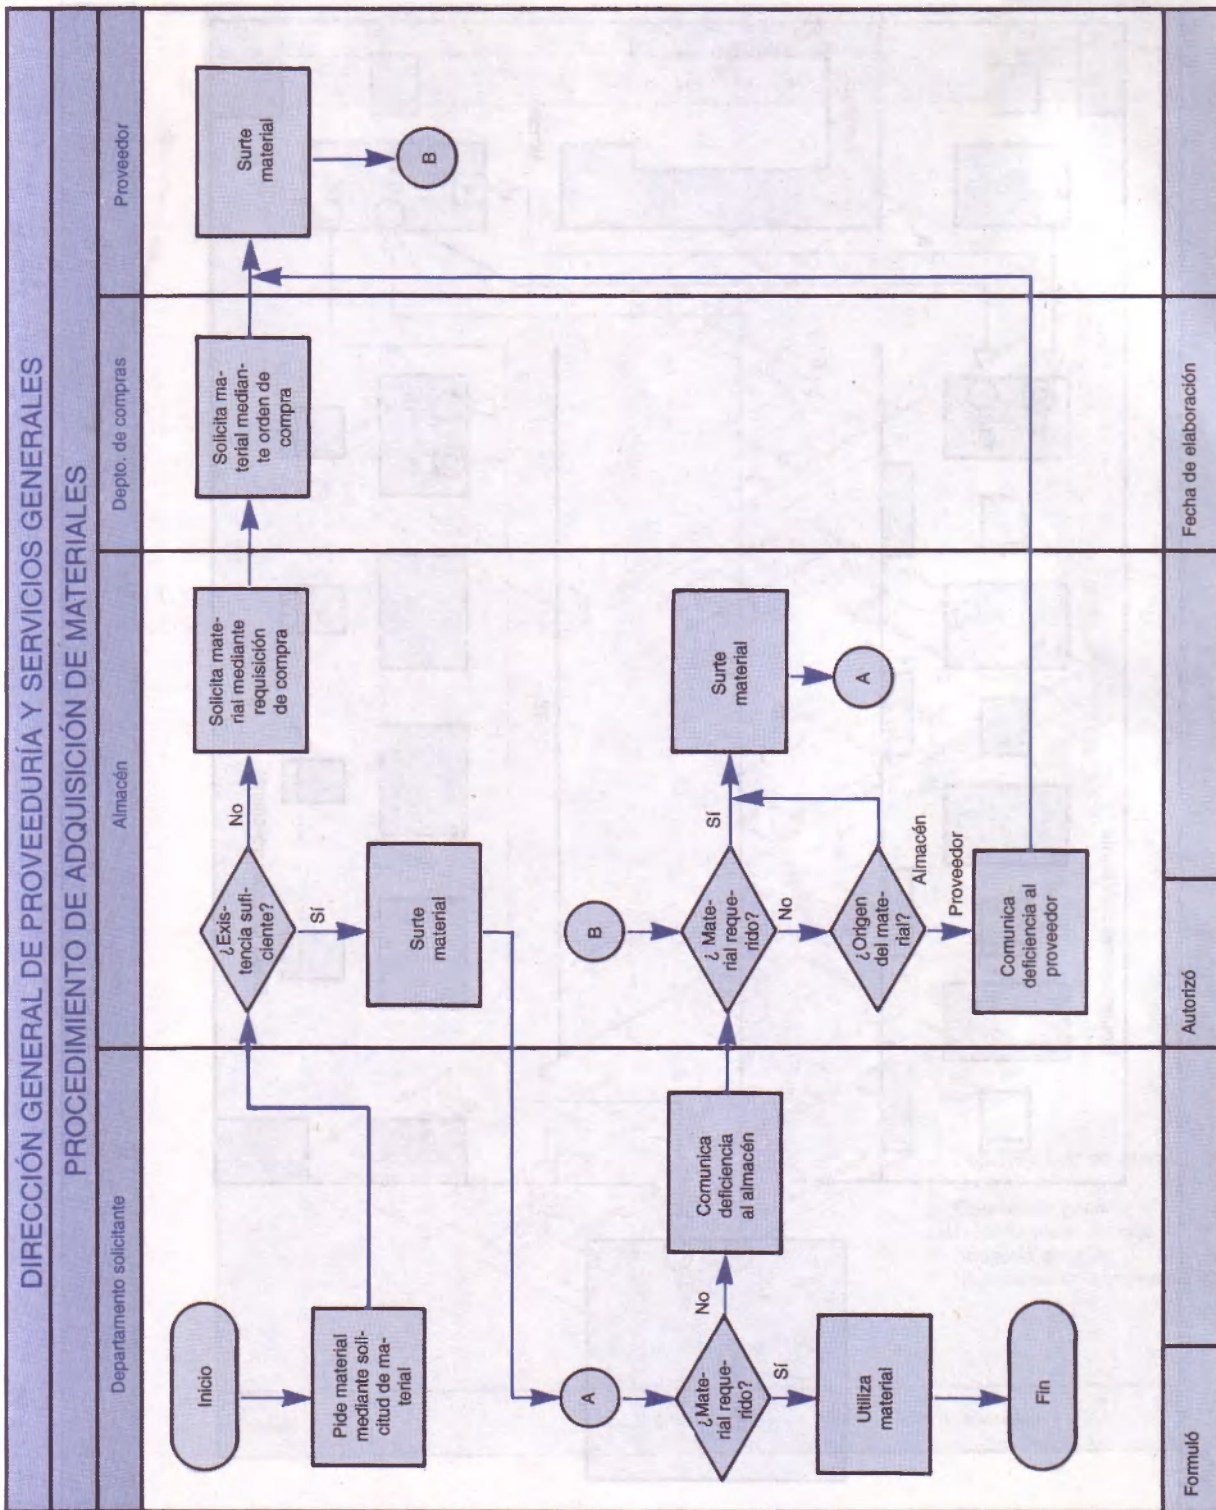 DIRECCIÓN GENERAL DE PROVEEDURÍA Y SERVICIOS GENERALES
PROCEDIMIENTO DE ADQUISICIÓN DE MATERIALES
Departamento solicitante
Almacén
Depto. de compras
Proveedor
Inicio
Pide material
mediante soli-
citud de ma-
terial
¿Exis-
tencia sufi-
ciente?
No
Sí
Solicita mate-
rial mediante
requisición
de compra
Solicita ma-
terial median-
te orden de
compra
Surte
material
B
Surte
material
A
¿Mate-
rial reque-
rido?
No
Sí
Comunica
deficiencia
al almacén
Utiliza
material
Fin
B
¿Mate-
rial reque-
rido?
Sí
No
Surte
material
A
¿Origen
del mate-
rial?
Almacén
Proveedor
Comunica
deficiencia al
proveedor
Formuló
Autorizó
Fecha de elaboración